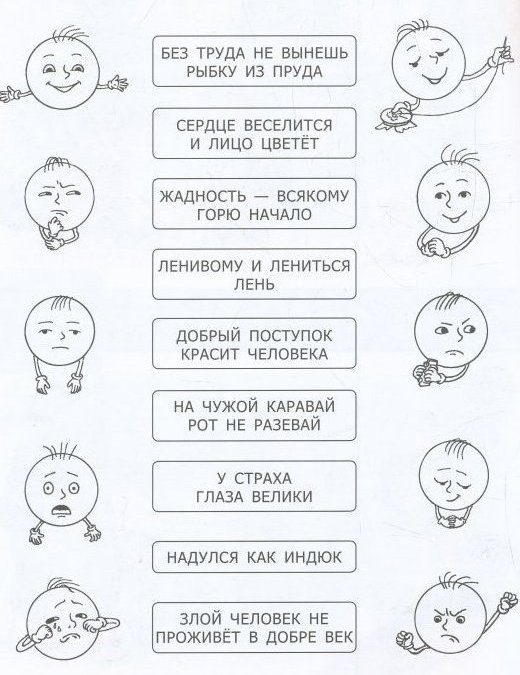 БЕЗ ТРУДА НЕ ВЫНЕШЬ
РЫБКУ ИЗ ПРУДА
СЕРДЦЕ ВЕСЕЛИТСЯ
И ЛИЦО ЦВЕТЁТ
ЖАДНОСТЬ — ВСЯКОМУ
ГОРЮ НАЧАЛО
ЛЕНИВОМУ И ЛЕНИТЬСЯ
ЛЕНЬ
ДОБРЫЙ ПОСТУПОК
КРАСИТ ЧЕЛОВЕКА
НА ЧУЖОЙ КАРАВАЙ
РОТ НЕ РАЗЕВАЙ
У СТРАХА
ГЛАЗА ВЕЛИКИ
НАДУЛСЯ КАК ИНДЮК
ЗЛОЙ ЧЕЛОВЕК НЕ
ПРОЖИВЁТ В ДОБРЕ ВЕК